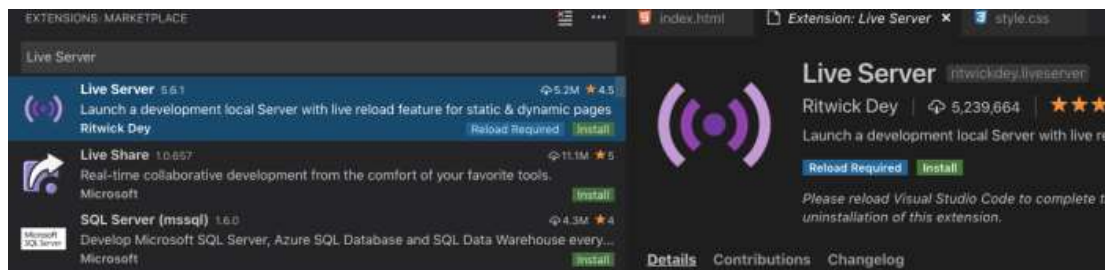 EXTENSIONS: MARKETPLACE
Live Server
Live Server 5.6.1 5.2M 4.5
Launch a development local Server with live reload feature for static & dynamic pages
Ritwick Dey Reload Required Install
Live Share 1.0.657 11.1M 5
Real-time collaborative development from the comfort of your favorite tools.
Microsoft Install
SQL Server (mssql) 1.6.0 4.3M 4
Microsoft SQL Server
Develop Microsoft SQL Server, Azure SQL Database and SQL Data Warehouse every...
Microsoft Install
index.html Extension: Live Server style.css
Live Server ritwickdey.liveserver
Ritwick Dey 5,239,664
Launch a development local Server with live re
Reload Required Install
Please reload Visual Studio Code to complete t
uninstallation of this extension.
Details Contributions Changelog